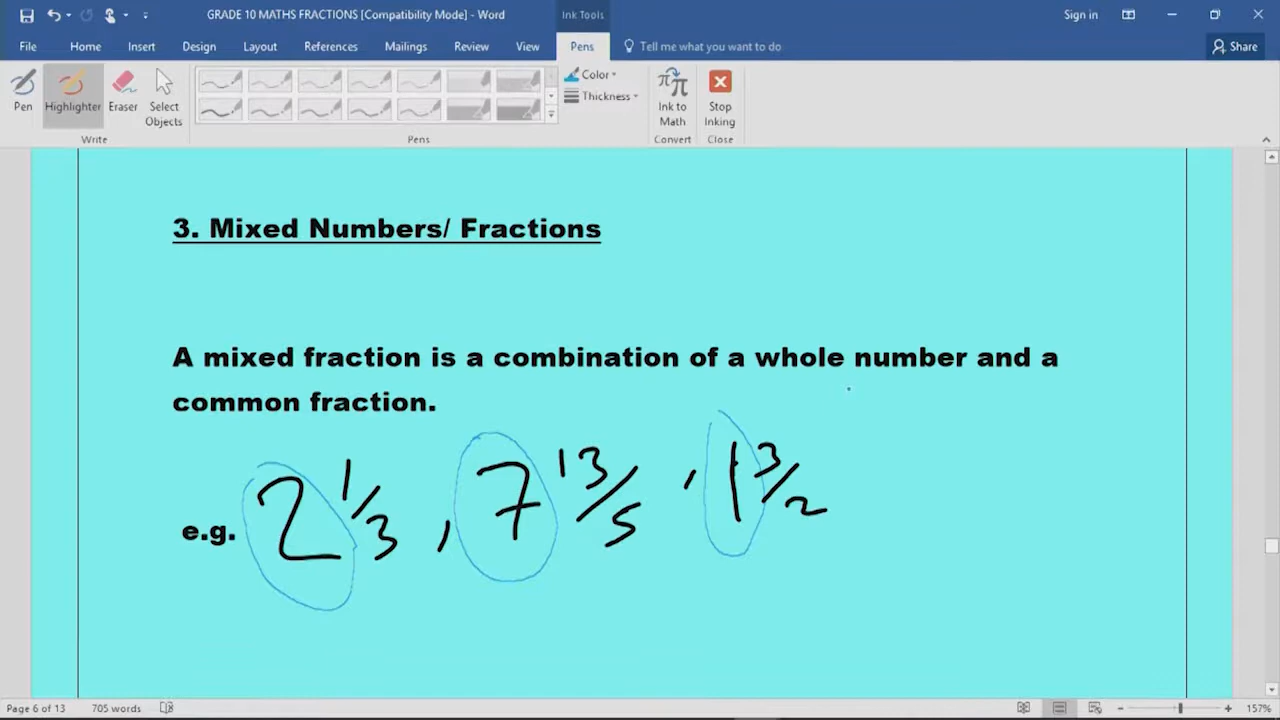 GRADE 10 MATHS FRACTIONS [Compatibility Mode] - Word
Ink Tools
Sign in
File Home Insert Design Layout References Mailings Review View Pens Tell me what you want to do Share
Pen Highlighter Eraser Select Objects
Color
Thickness
Ink to Math
Stop Inking
Write Pens Convert Close
3. Mixed Numbers/ Fractions
A mixed fraction is a combination of a whole number and a
common fraction.
e.g. 2 1/3 , 7 13/5 , 1 3/2
Page 6 of 13 705 words 157%